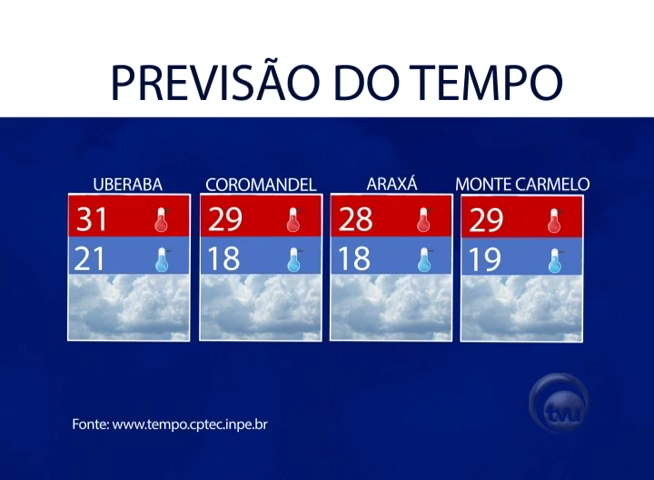 PREVISÃO DO TEMPO
UBERABA COROMANDEL ARAXÁ MONTE CARMELO
31 29 28 29
21 18 18 19
tvu
Fonte: www.tempo.cptec.inpe.br